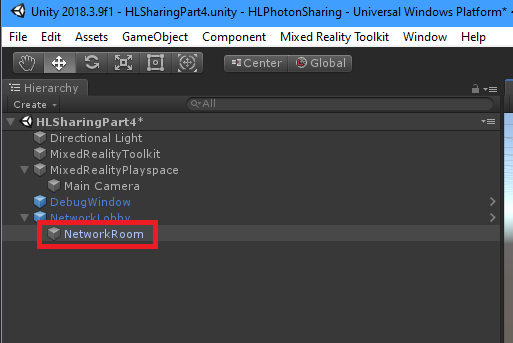 Unity 2018.3.9f1 - HLSharingPart4.unity - HLPhotonSharing - Universal Windows Platform* <
File Edit Assets GameObject Component Mixed Reality Toolkit Window Help
Center Global
Hierarchy
Create All
HLSharingPart4*
Directional Light
MixedRealityToolkit
MixedRealityPlayspace
Main Camera
DebugWindow
NetworkLobby
NetworkRoom